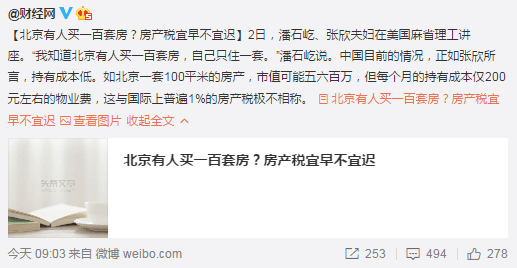 @财经网
【北京有人买一百套房？房产税宜早不宜迟】2日，潘石屹、张欣夫妇在美国麻省理工讲
座。“我知道北京有人买一百套房，自己只住一套。”潘石屹说。中国目前的情况，正如张欣所
言，持有成本低。如北京一套100平米的房产，市值可能五六百万，但每个月的持有成本仅200
元左右的物业费，这与国际上普遍1%的房产税极不相称。 北京有人买一百套房？房产税宜
早不宜迟 查看图片 收起全文
头条文章
北京有人买一百套房？房产税宜早不宜迟
今天 09:03 来自 微博 weibo.com 253 494 278